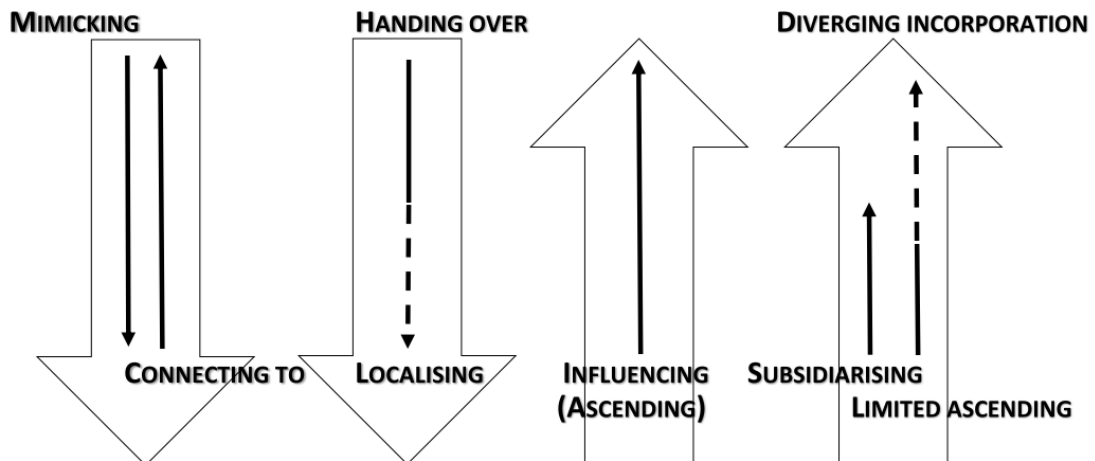 MIMICKING
HANDING OVER
DIVERGING INCORPORATION
CONNECTING TO
LOCALISING
INFLUENCING
(ASCENDING)
SUBSIDIARISING
LIMITED ASCENDING